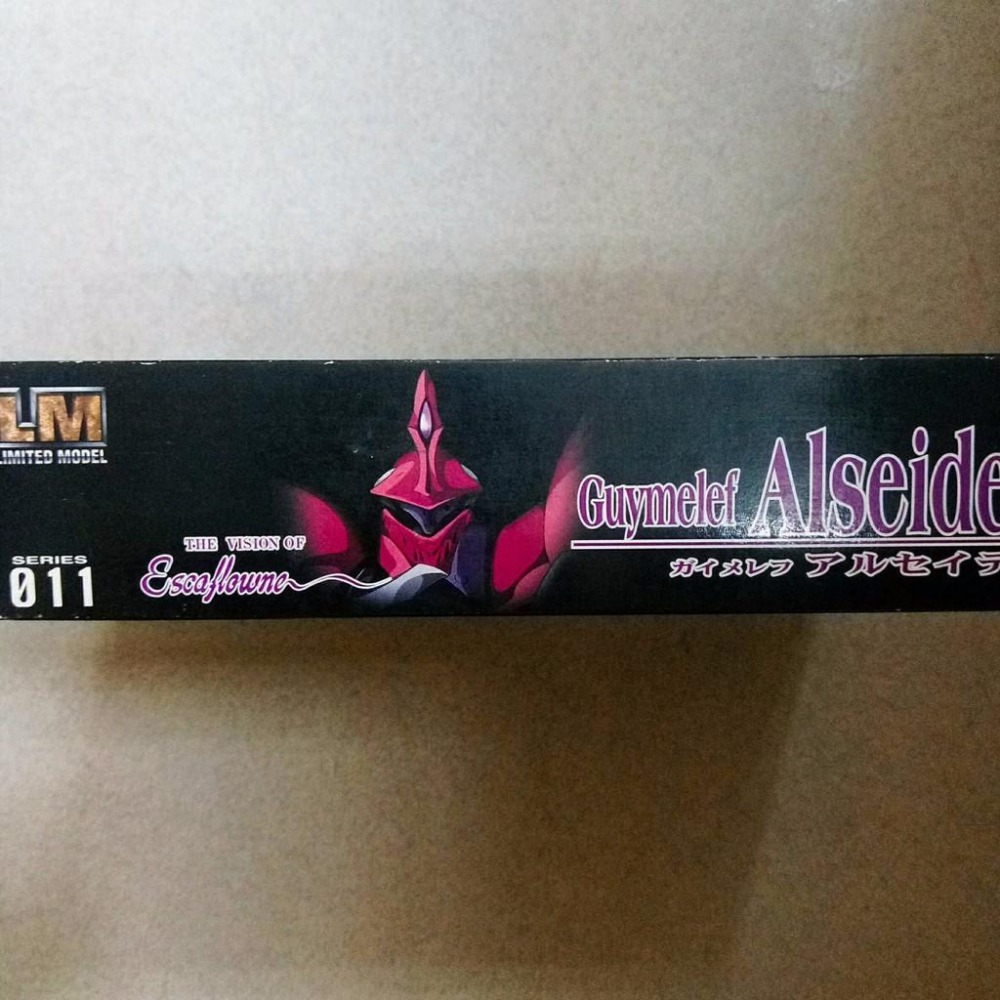 LM
LIMITED MODEL
SERIES
011
THE VISION OF
Escaflowne
Guymelef Alseide
ガイメレフ アルセイデ